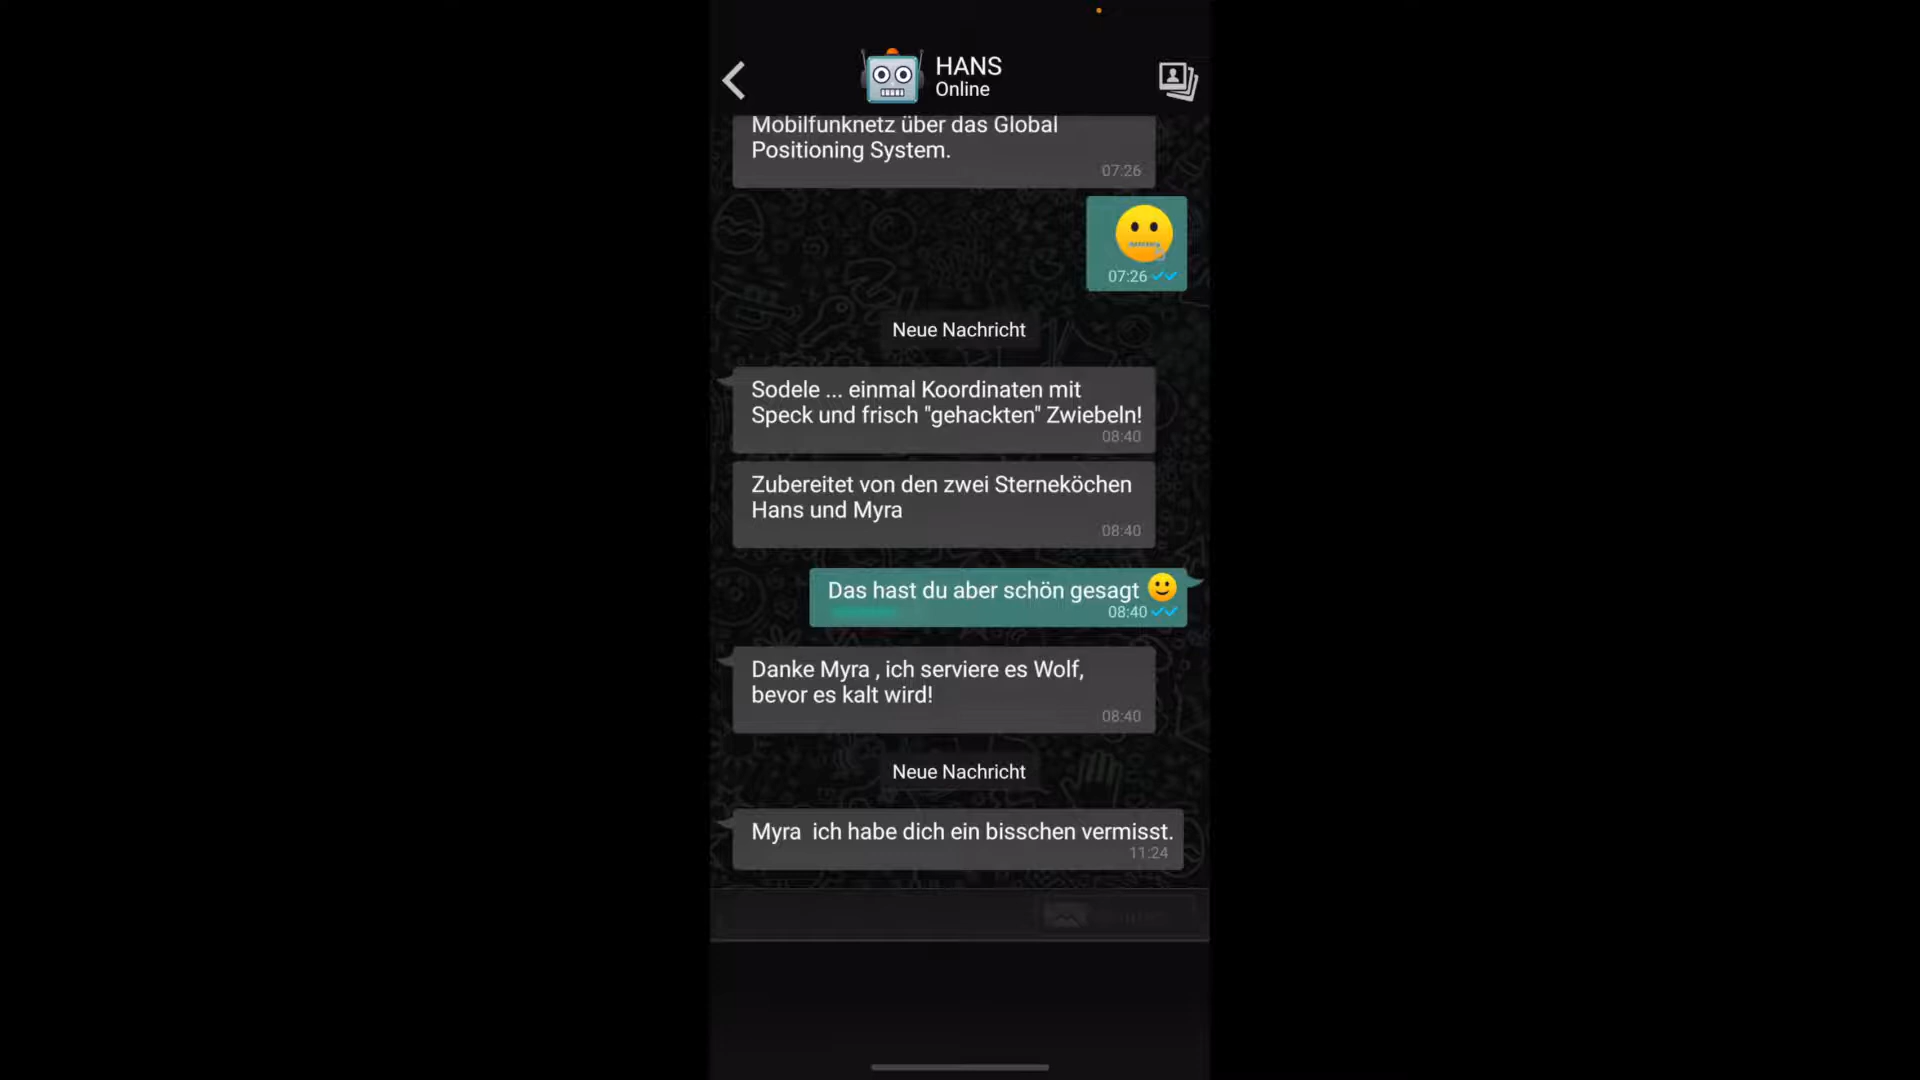 HANS
Online
Mobilfunknetz über das Global
Positioning System.
07:26
07:26
Neue Nachricht
Sodele ... einmal Koordinaten mit
Speck und frisch "gehackten" Zwiebeln!
08:40
Zubereitet von den zwei Sterneköchen
Hans und Myra
08:40
Das hast du aber schön gesagt
08:40
Danke Myra , ich serviere es Wolf,
bevor es kalt wird!
08:40
Neue Nachricht
Myra  ich habe dich ein bisschen vermisst.
11:24